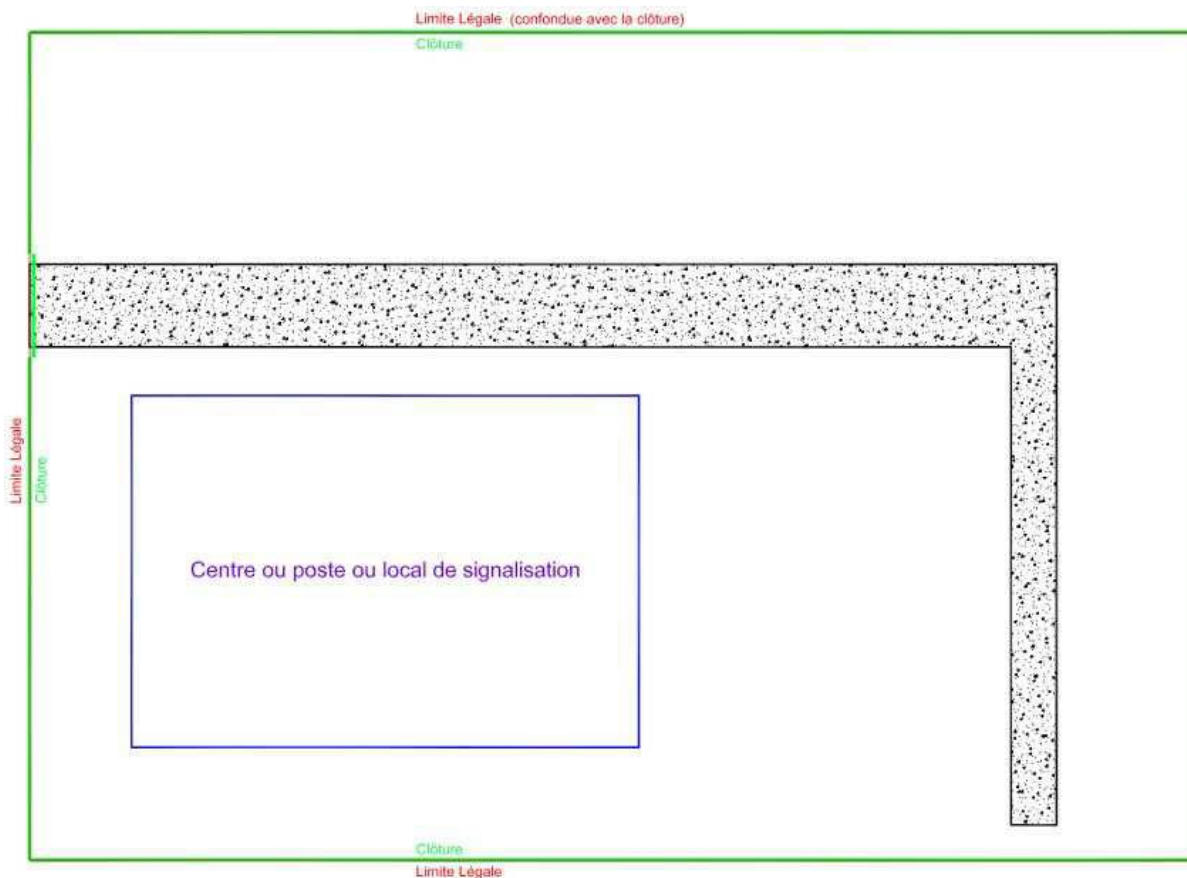 Limite Légale (confondue avec la clôture)
Clôture
Limite Légale
Clôture
Centre ou poste ou local de signalisation
Clôture
Limite Légale